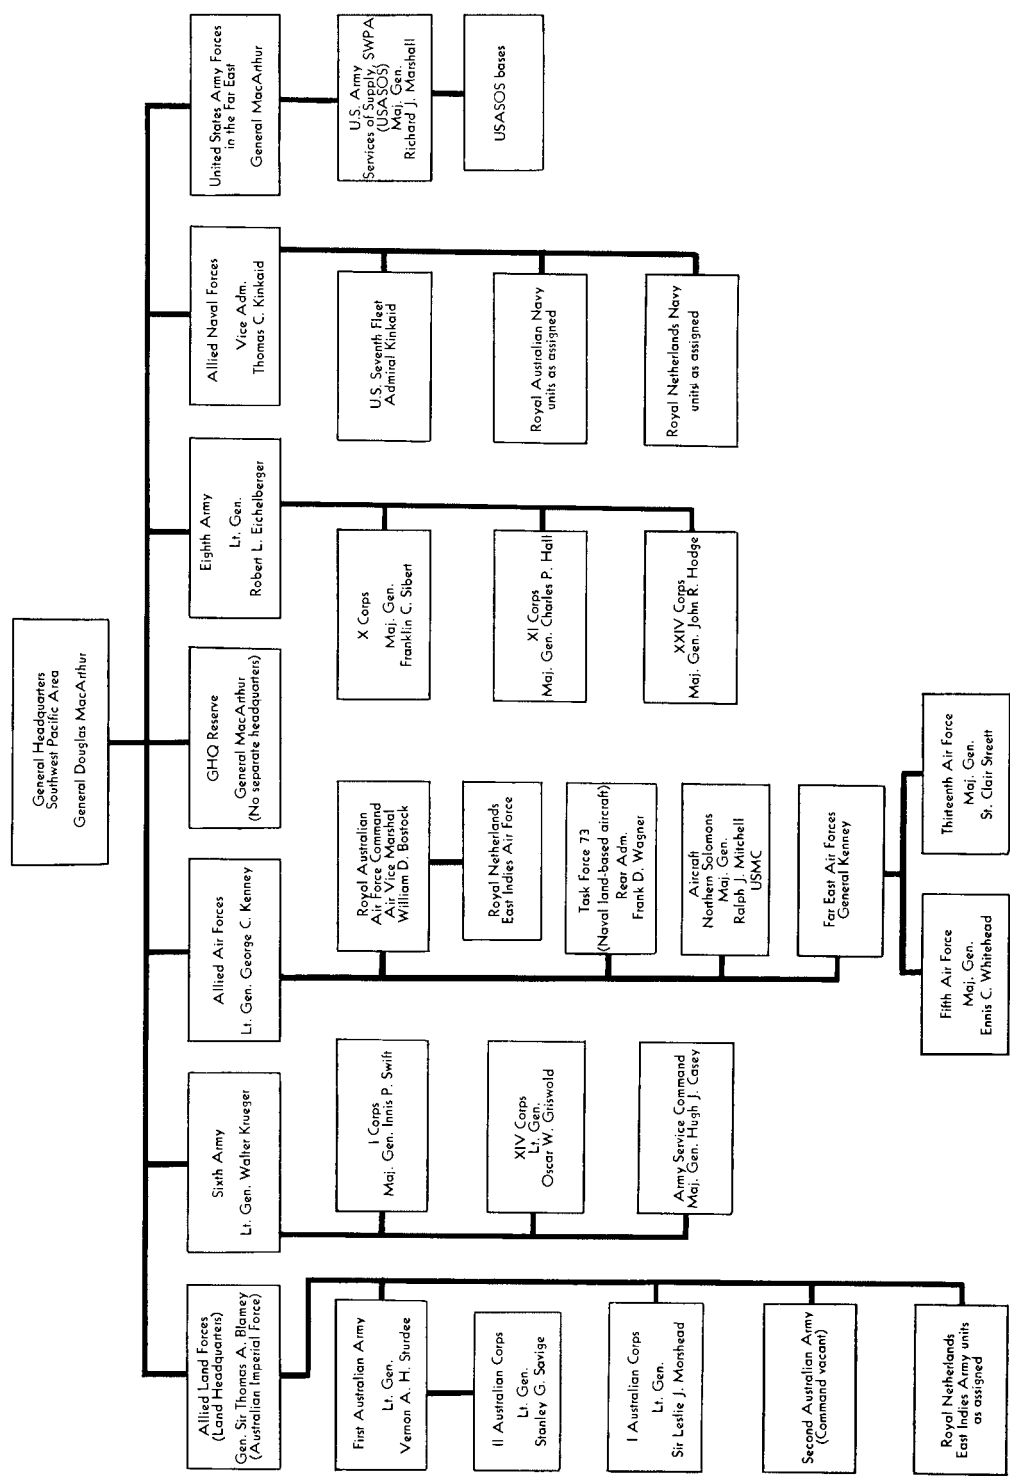 General Headquarters
Southwest Pacific Area
General Douglas MacArthur
Allied Land Forces
(Land Headquarters)
Gen. Sir Thomas A. Blamey
(Australian Imperial Force)
First Australian Army
Lt. Gen.
Vernon A. H. Sturdee
II Australian Corps
Lt. Gen.
Stanley G. Savige
I Australian Corps
Lt. Gen.
Sir Leslie J. Morshead
Second Australian Army
(Command vacant)
Royal Netherlands
East Indies Army units
as assigned
Sixth Army
Lt. Gen. Walter Krueger
I Corps
Maj. Gen. Innis P. Swift
XIV Corps
Lt. Gen.
Oscar W. Griswold
Army Service Command
Maj. Gen. Hugh J. Casey
Allied Air Forces
Lt. Gen. George C. Kenney
Royal Australian
Air Force Command
Air Vice Marshal
William D. Bostock
Royal Netherlands
East Indies Air Force
Task Force 73
(Naval land-based aircraft)
Rear Adm.
Frank D. Wagner
Aircraft
Northern Solomons
Maj. Gen.
Ralph J. Mitchell
USMC
Far East Air Forces
General Kenney
Fifth Air Force
Maj. Gen.
Ennis C. Whitehead
Thirteenth Air Force
Maj. Gen.
St. Clair Streett
GHQ Reserve
General MacArthur
(No separate headquarters)
Eighth Army
Lt. Gen.
Robert L. Eichelberger
X Corps
Maj. Gen.
Franklin C. Sibert
XI Corps
Maj. Gen. Charles P. Hall
XXIV Corps
Maj. Gen. John R. Hodge
Allied Naval Forces
Vice Adm.
Thomas C. Kinkaid
U.S. Seventh Fleet
Admiral Kinkaid
Royal Australian Navy
units as assigned
Royal Netherlands Navy
units as assigned
United States Army Forces
in the Far East
General MacArthur
U.S. Army
Services of Supply, SWPA
(USASOS)
Maj. Gen.
Richard J. Marshall
USASOS bases